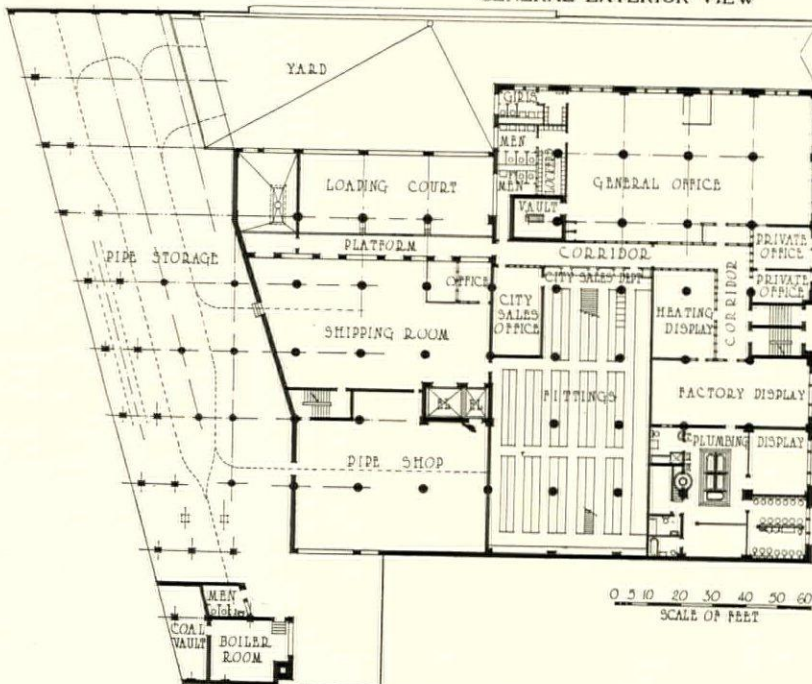 GENERAL EXTERIOR VIEW
YARD
GIRLS
MEN
LOCKERS
MEN
GENERAL OFFICE
LOADING COURT
VAULT
PLATFORM
CORRIDOR
PRIVATE
OFFICE
PIPE STORAGE
OFFICE
CITY SALES DEPT
PRIVATE
OFFICE
CITY
SALES
OFFICE
HEATING
DISPLAY
CORRIDOR
SHIPPING ROOM
EL
EL
FITTINGS
FACTORY DISPLAY
PIPE SHOP
PLUMBING DISPLAY
0 5 10 20 30 40 50 60
SCALE OF FEET
MEN
COAL
VAULT
BOILER
ROOM